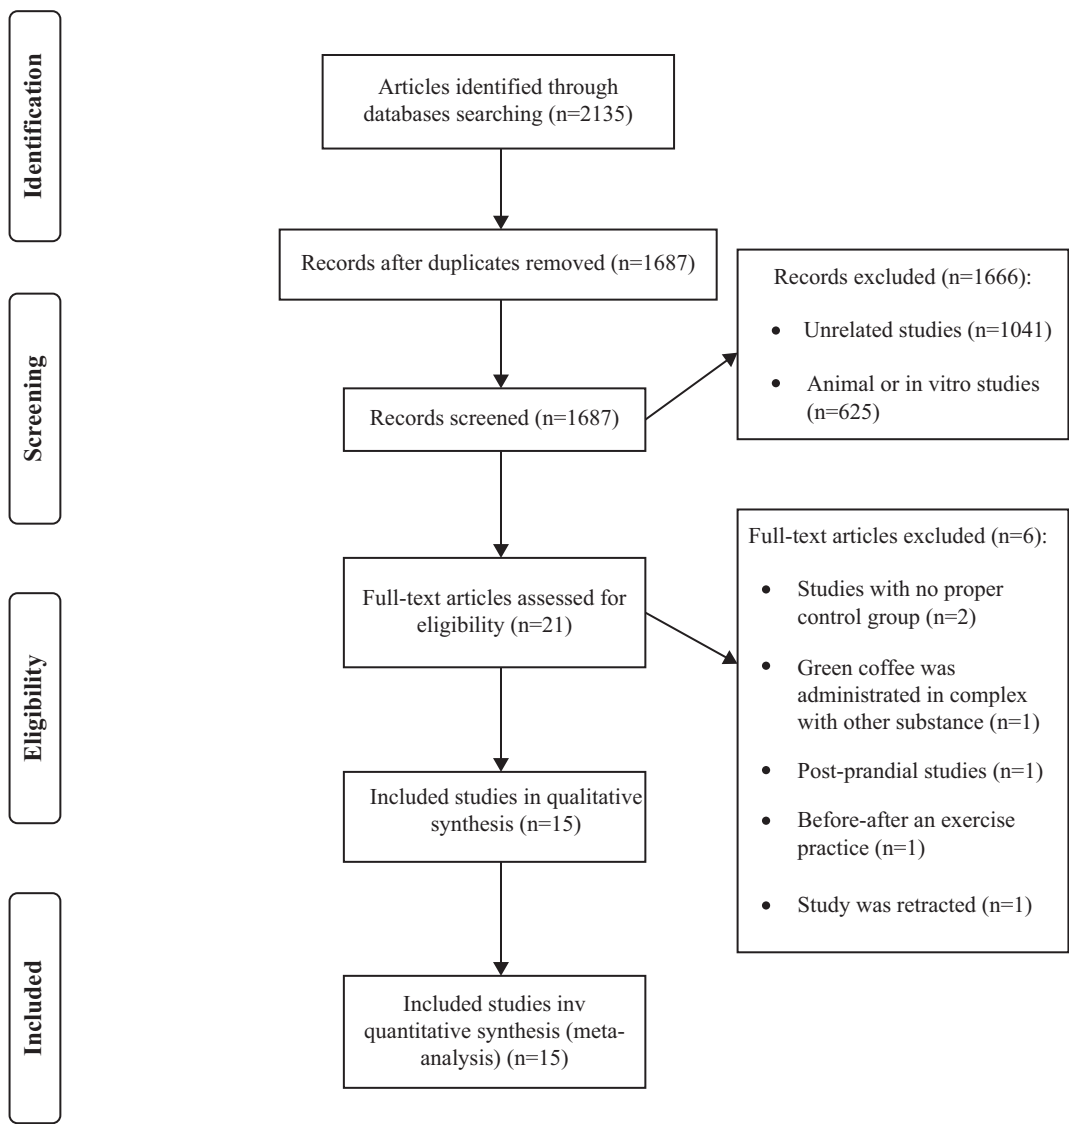 Identification
Articles identified through
databases searching (n=2135)
Records after duplicates removed (n=1687)
Records excluded (n=1666):
• Unrelated studies (n=1041)
• Animal or in vitro studies
(n=625)
Screening
Records screened (n=1687)
Full-text articles assessed for
eligibility (n=21)
Full-text articles excluded (n=6):
• Studies with no proper
control group (n=2)
• Green coffee was
administrated in complex
with other substance (n=1)
• Post-prandial studies (n=1)
• Before-after an exercise
practice (n=1)
• Study was retracted (n=1)
Eligibility
Included studies in qualitative
synthesis (n=15)
Included
Included studies inv
quantitative synthesis (meta-
analysis) (n=15)